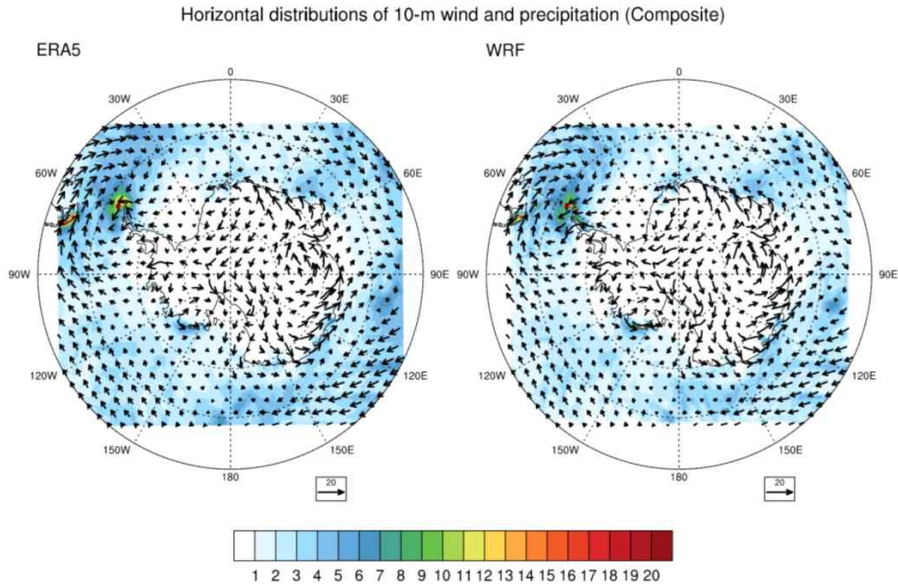 Horizontal distributions of 10-m wind and precipitation (Composite)
ERA5
WRF
0
0
30W
30E
30W
30E
60W
60E
60W
60E
90W
90E
90W
90E
120W
120E
120W
120E
150W
150E
150W
150E
180
180
20
20
1 2 3 4 5 6 7 8 9 10 11 12 13 14 15 16 17 18 19 20